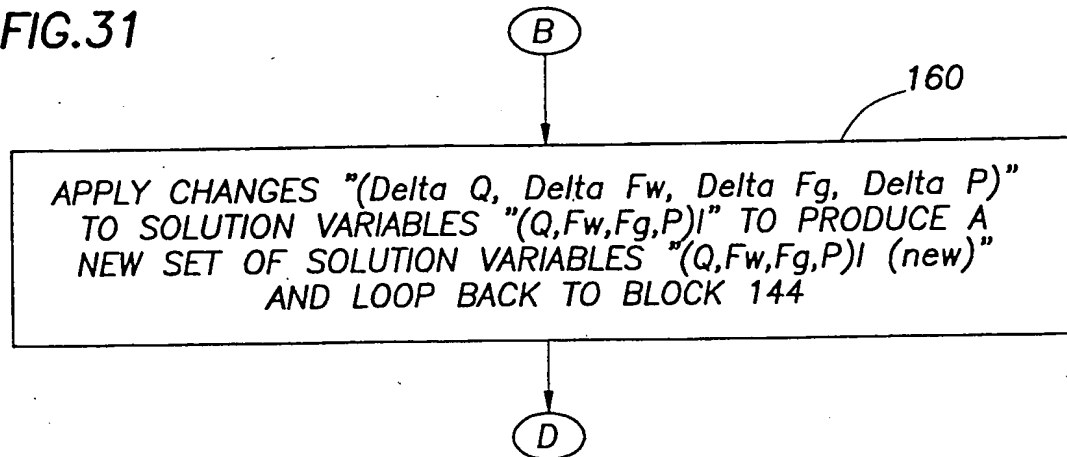 FIG.31
B
160
APPLY CHANGES "(Delta Q, Delta Fw, Delta Fg, Delta P)"
TO SOLUTION VARIABLES "(Q,Fw,Fg,P)I" TO PRODUCE A
NEW SET OF SOLUTION VARIABLES "(Q,Fw,Fg,P)I (new)"
AND LOOP BACK TO BLOCK 144
D